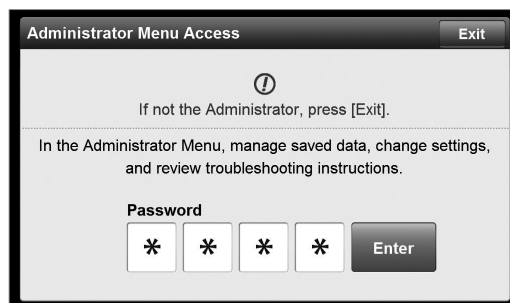 Administrator Menu Access
Exit
If not the Administrator, press [Exit].
In the Administrator Menu, manage saved data, change settings,
and review troubleshooting instructions.
Password
* * * * Enter